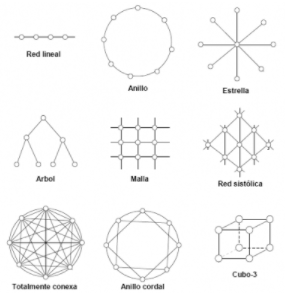 Red lineal
Anillo
Estrella
Arbol
Malla
Red sistólica
Totalmente conexa
Anillo cordal
Cubo-3